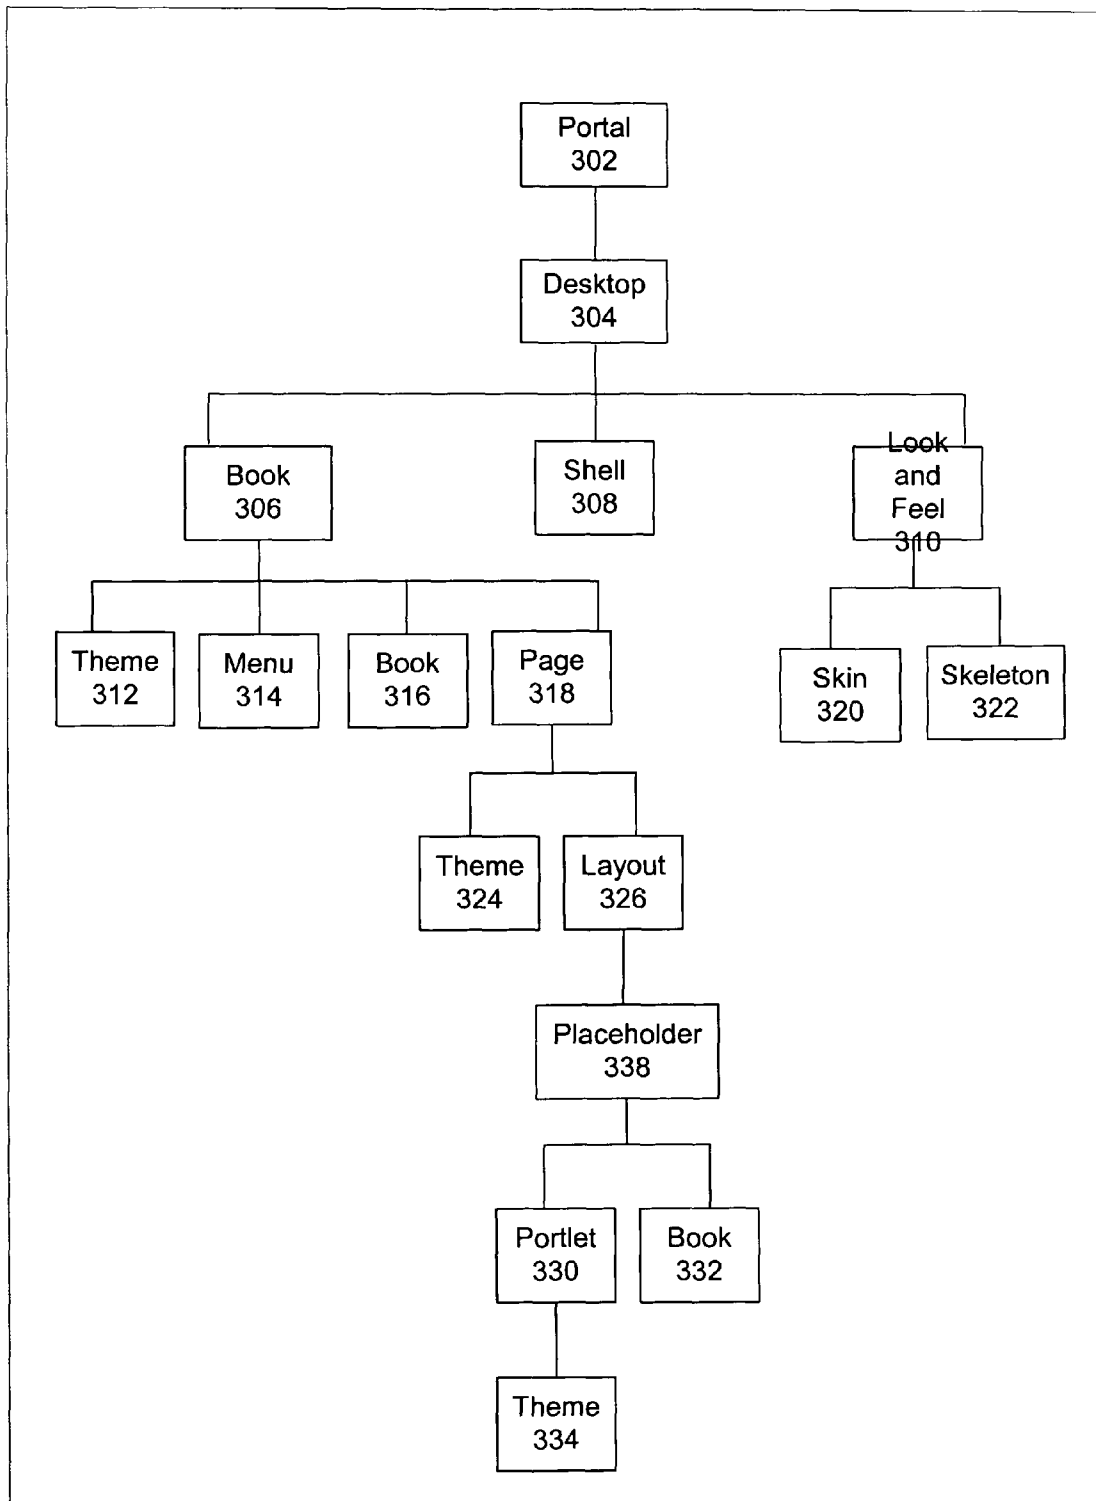 Portal
302
Desktop
304
Book
306
Shell
308
Look
and
Feel
310
Theme
312
Menu
314
Book
316
Page
318
Skin
320
Skeleton
322
Theme
324
Layout
326
Placeholder
338
Portlet
330
Book
332
Theme
334